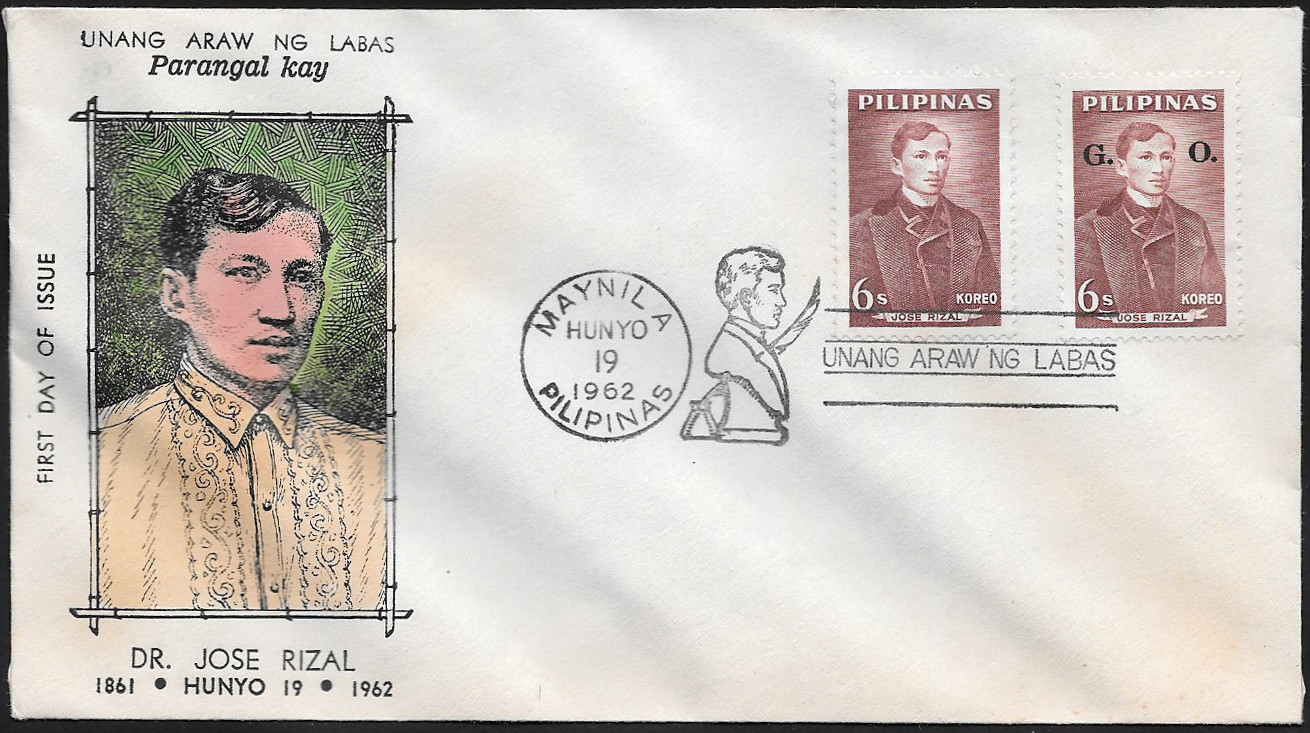 UNANG ARAW NG LABAS
Parangal kay
FIRST DAY OF ISSUE
DR. JOSE RIZAL
1861 • HUNYO 19 • 1962
MAYNILA
HUNYO
19
1962
PILIPINAS
PILIPINAS
6s KOREO
JOSE RIZAL
PILIPINAS
G. O.
6s KOREO
JOSE RIZAL
UNANG ARAW NG LABAS